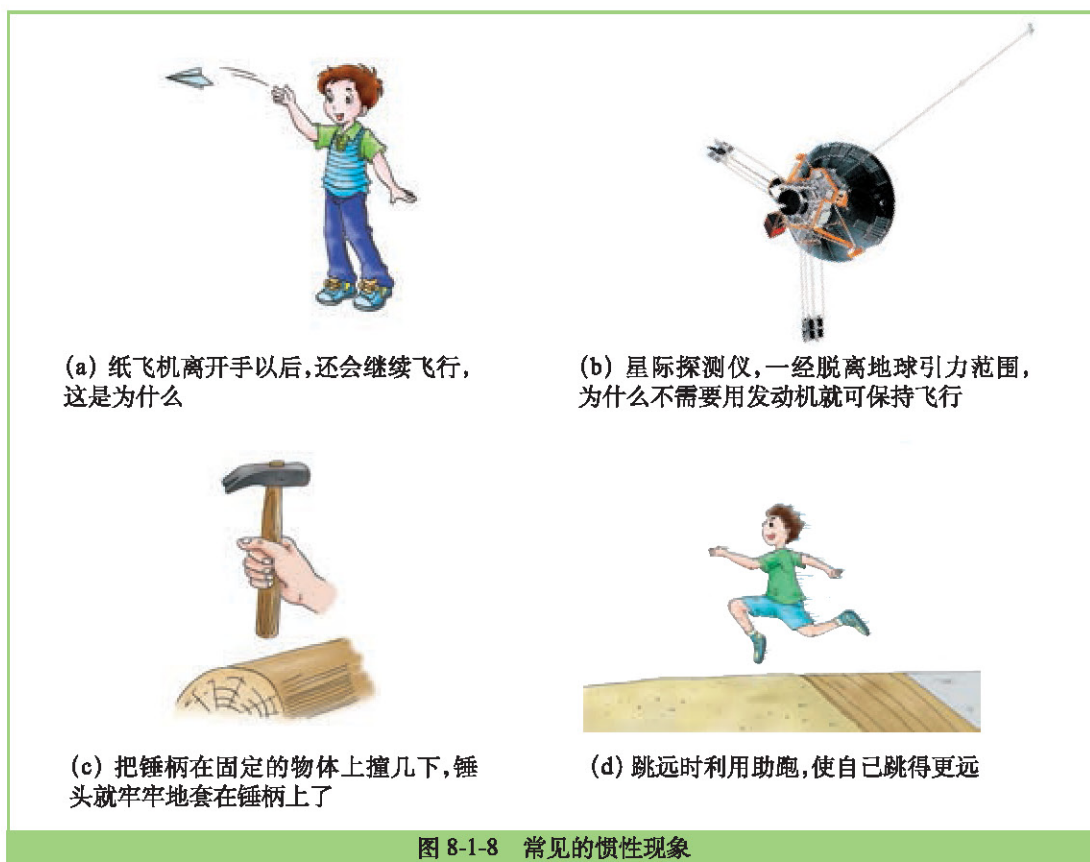 (a) 纸飞机离开手以后,还会继续飞行,
这是为什么
(b) 星际探测仪,一经脱离地球引力范围,
为什么不需要用发动机就可保持飞行
(c) 把锤柄在固定的物体上撞几下,锤
头就牢牢地套在锤柄上了
(d) 跳远时利用助跑,使自己跳得更远
图 8-1-8 常见的惯性现象